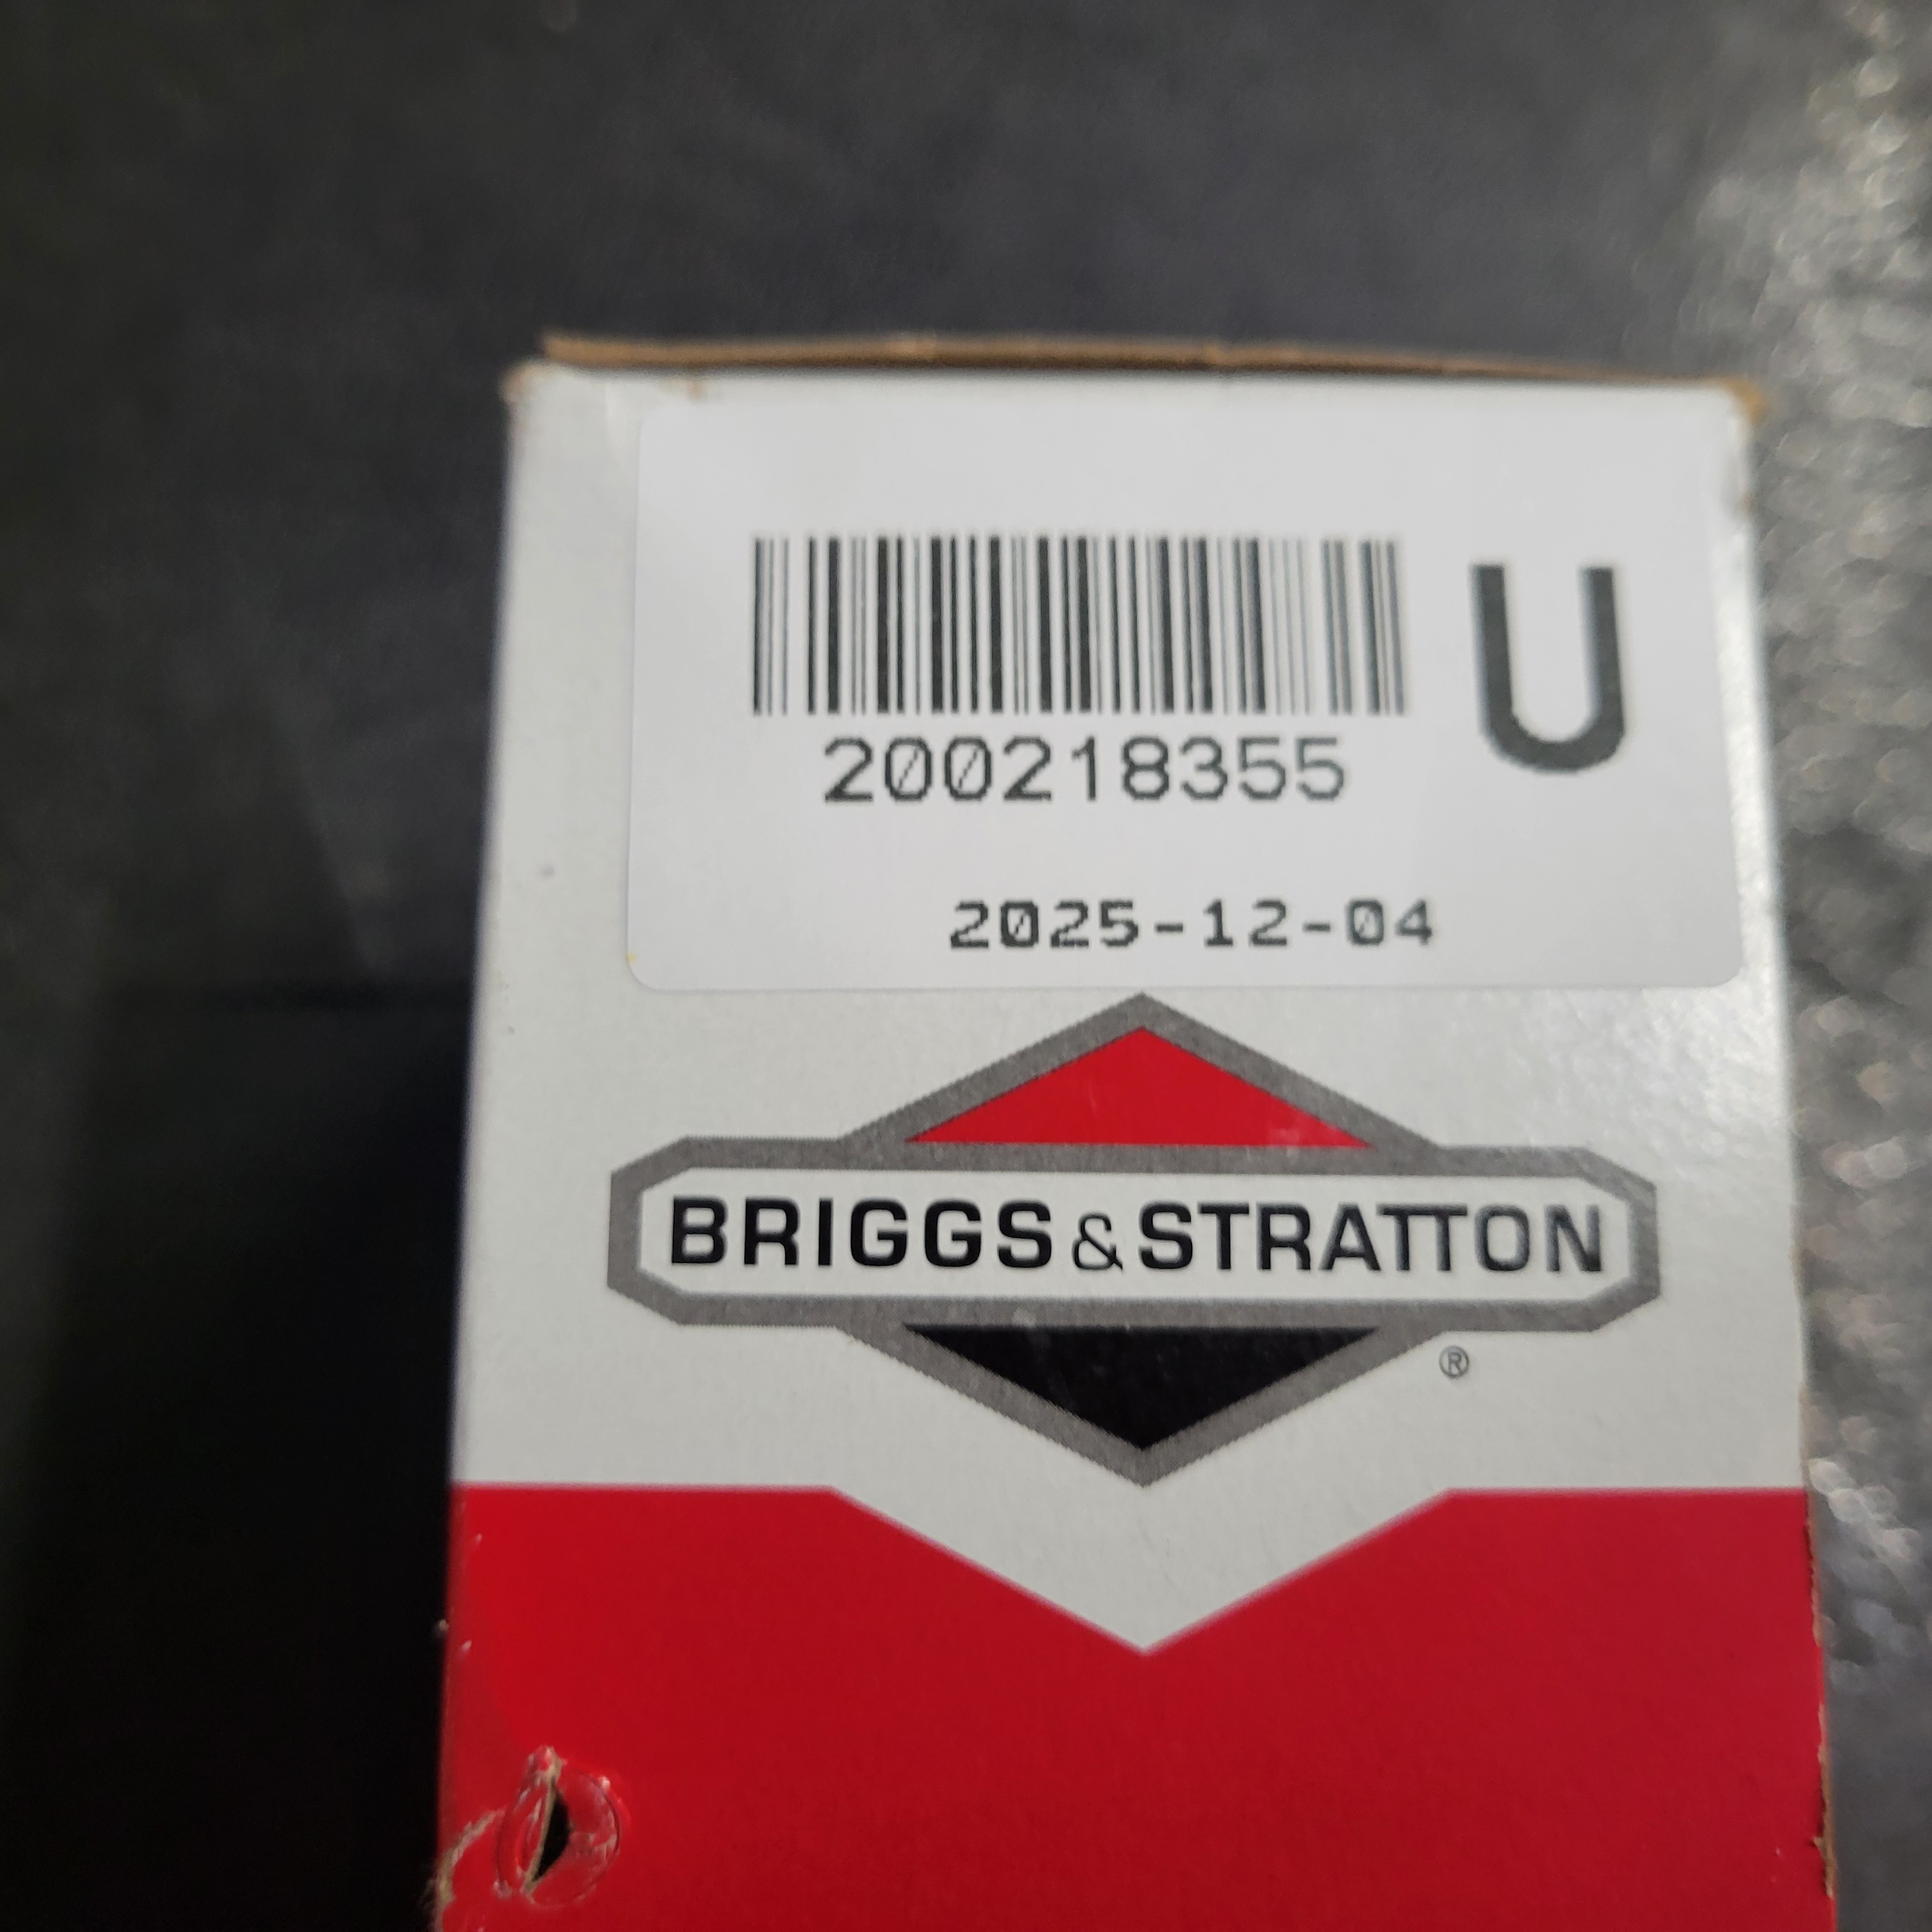 U
200218355
2025-12-04
BRIGGS & STRATTON
®